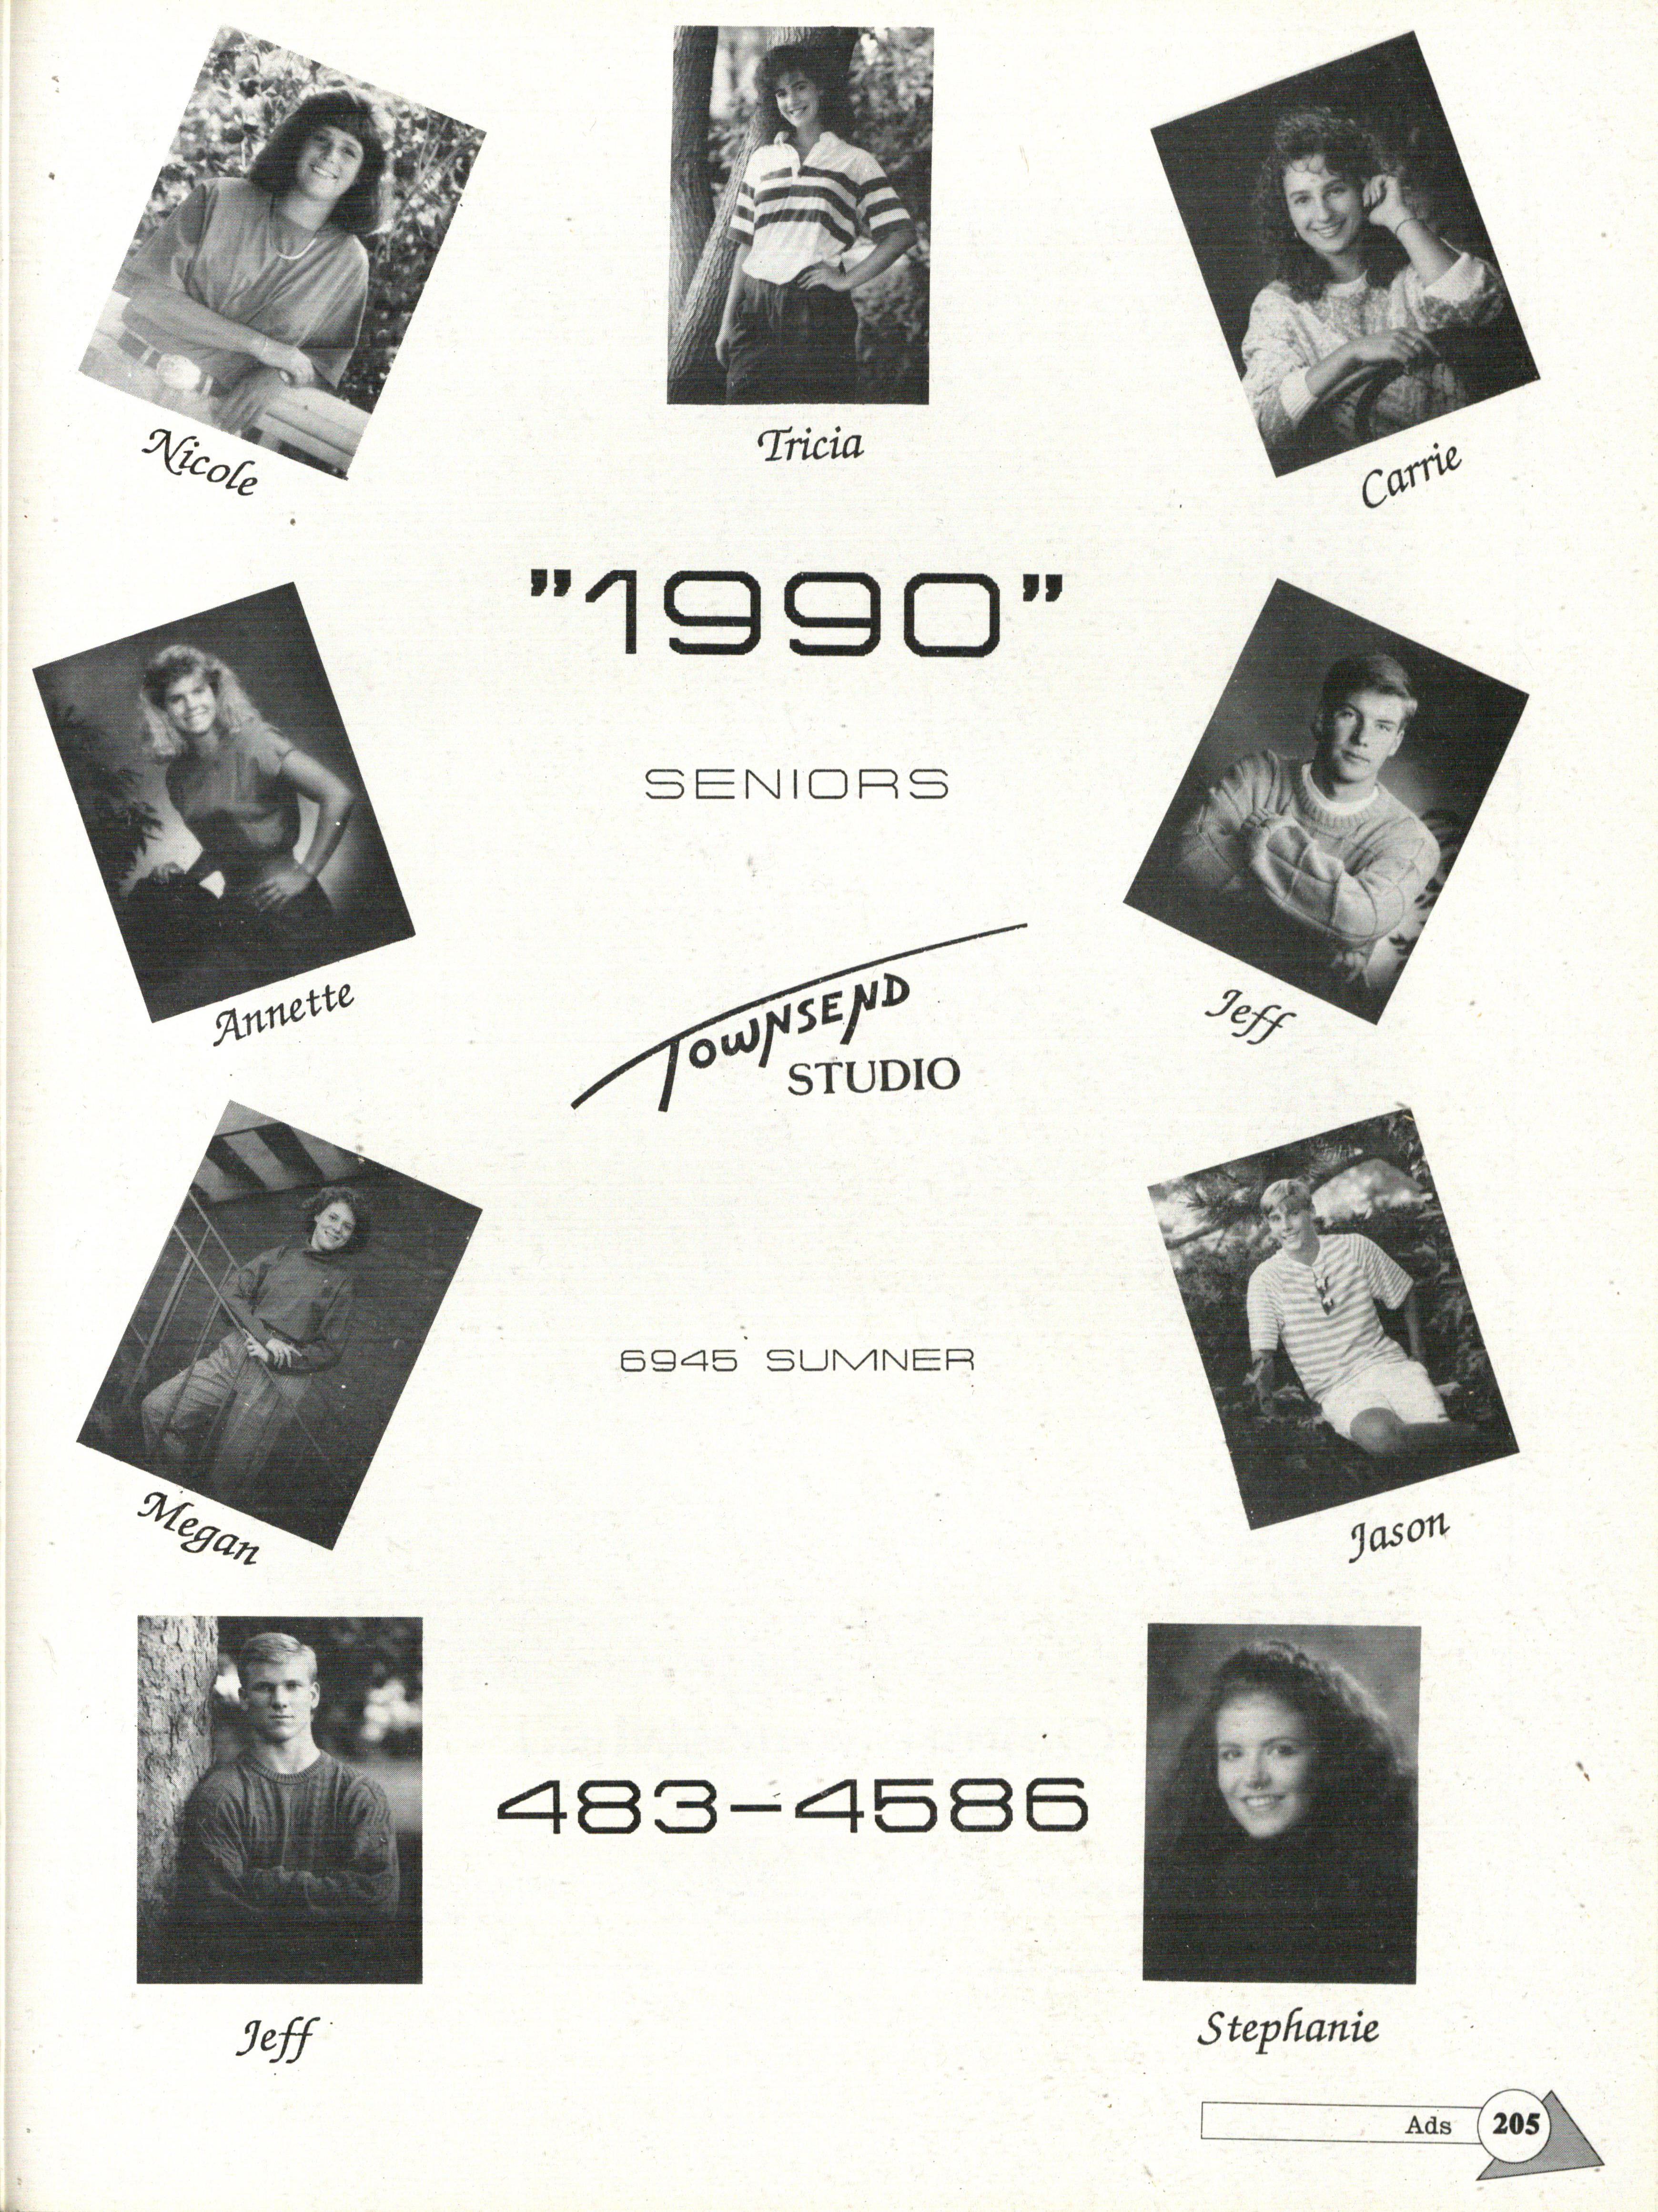 Nicole
Tricia
Carrie
"1990"
SENIORS
Annette
Jeff
TOWNSEND
STUDIO
6945 SUMNER
Megan
Jason
483-4586
Jeff
Stephanie
Ads 205